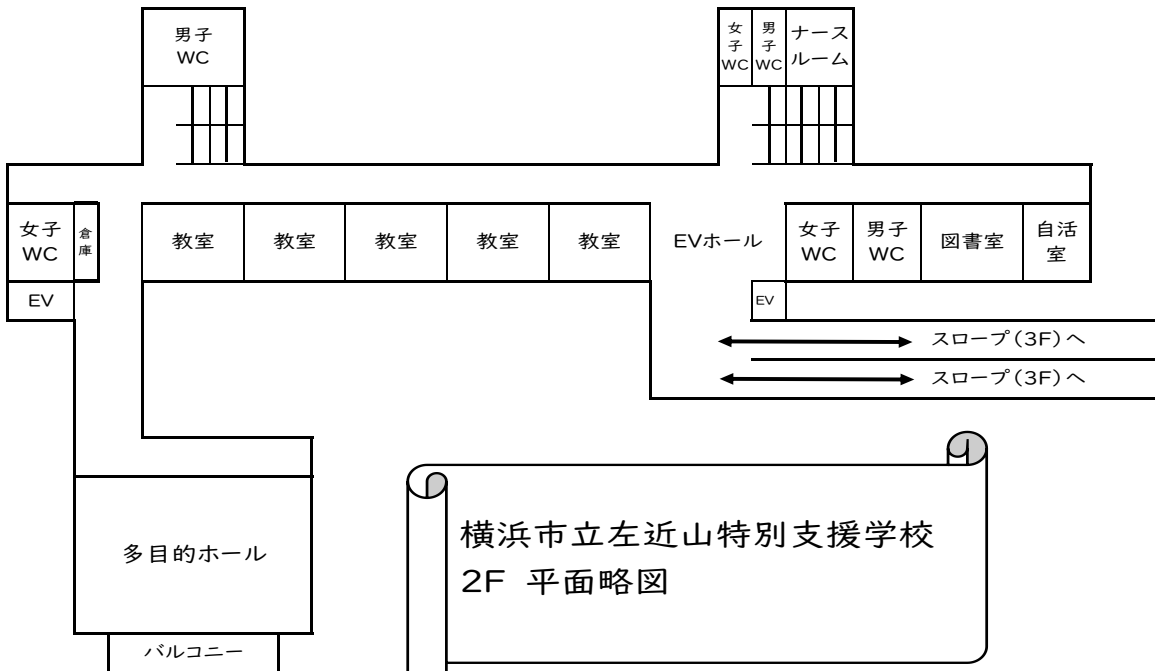 男子
WC
女子
WC
男子
WC
ナース
ルーム
女子
WC
倉庫
教室
教室
教室
教室
教室
EVホール
女子
WC
男子
WC
図書室
自活
室
EV
EV
スロープ(3F)へ
スロープ(3F)へ
多目的ホール
バルコニー
横浜市立左近山特別支援学校
2F 平面略図